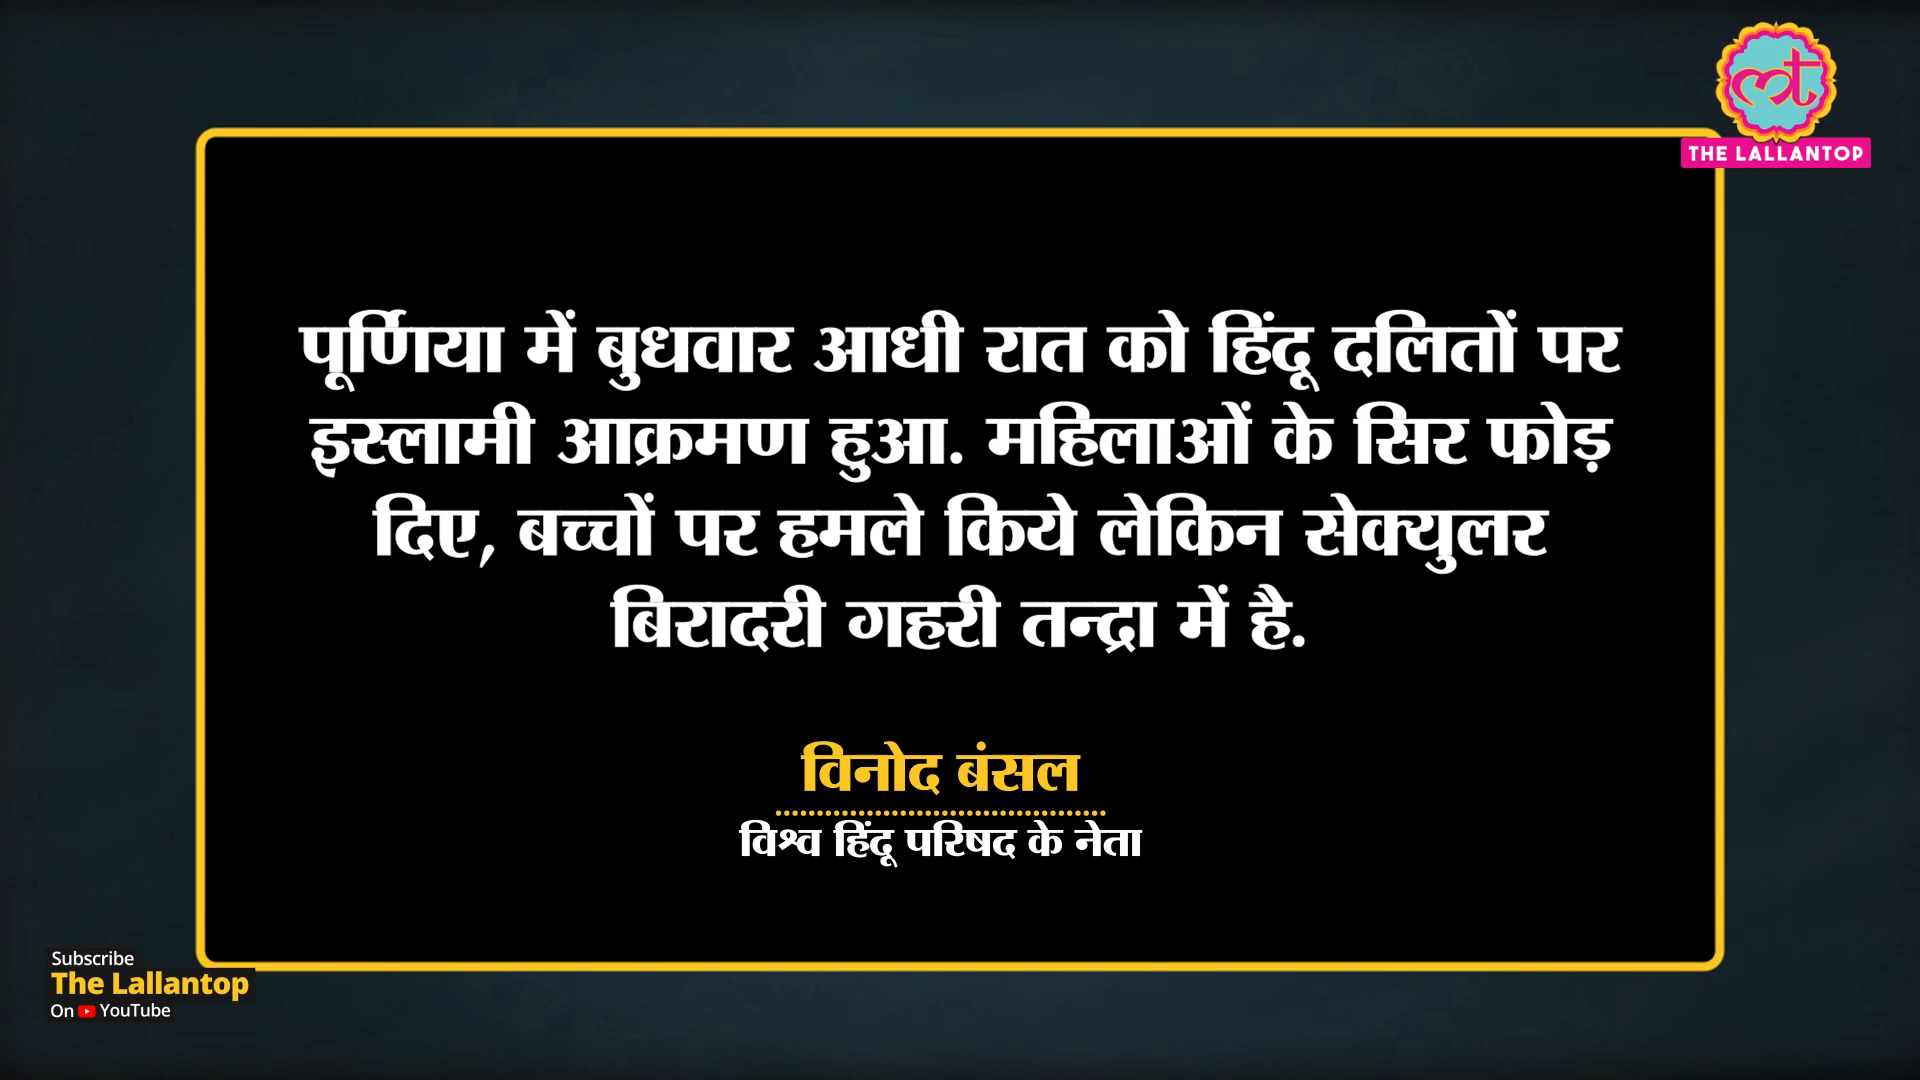 THE LALLANTOP
पूर्णिया में बुधवार आधी रात को हिंदू दलितों पर
इस्लामी आक्रमण हुआ. महिलाओं के सिर फोड़
दिए, बच्चों पर हमले किये लेकिन सेक्युलर
बिरादरी गहरी तन्द्रा में है.
विनोद बंसल
विश्व हिंदू परिषद के नेता
Subscribe
The Lallantop
On YouTube